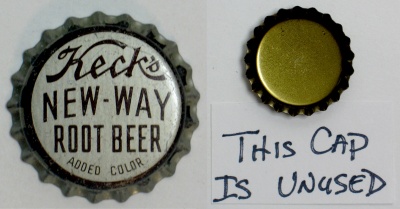 Keck's
NEW-WAY
ROOT BEER
ADDED COLOR
THIS CAP
IS UNUSED